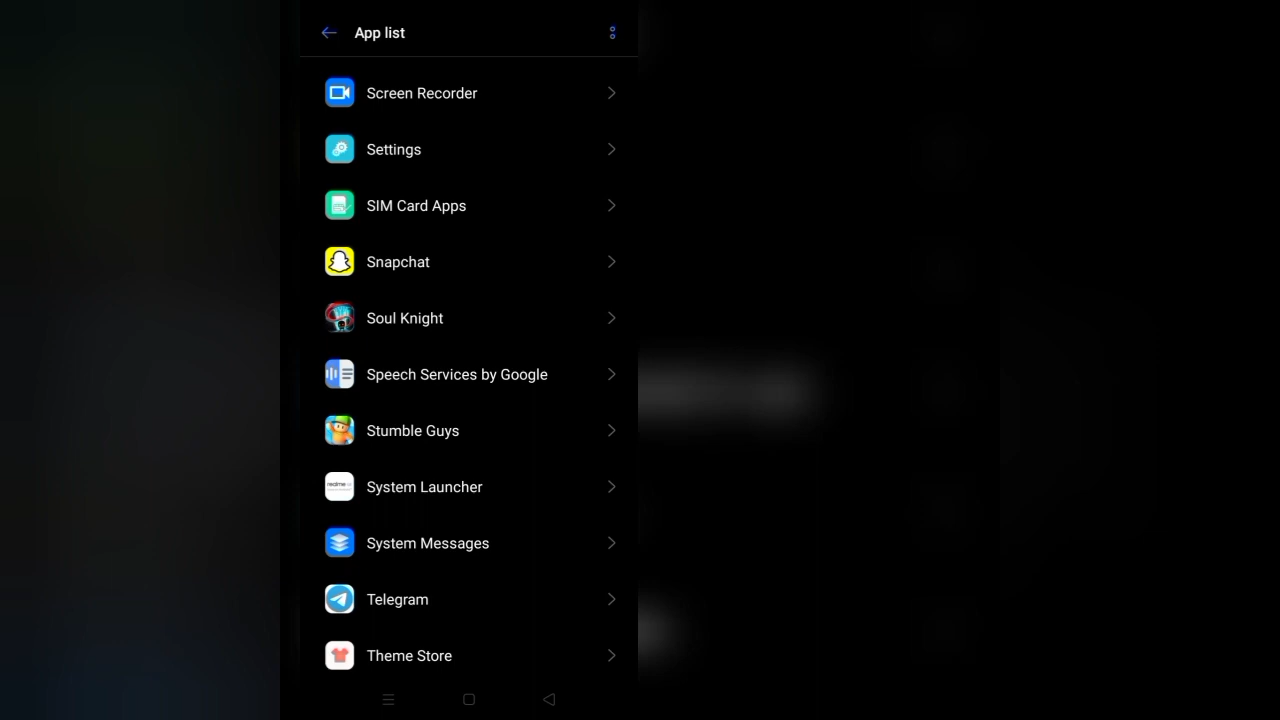 App list
Screen Recorder
Settings
SIM Card Apps
Snapchat
Soul Knight
Speech Services by Google
Stumble Guys
realme
System Launcher
System Messages
Telegram
Theme Store